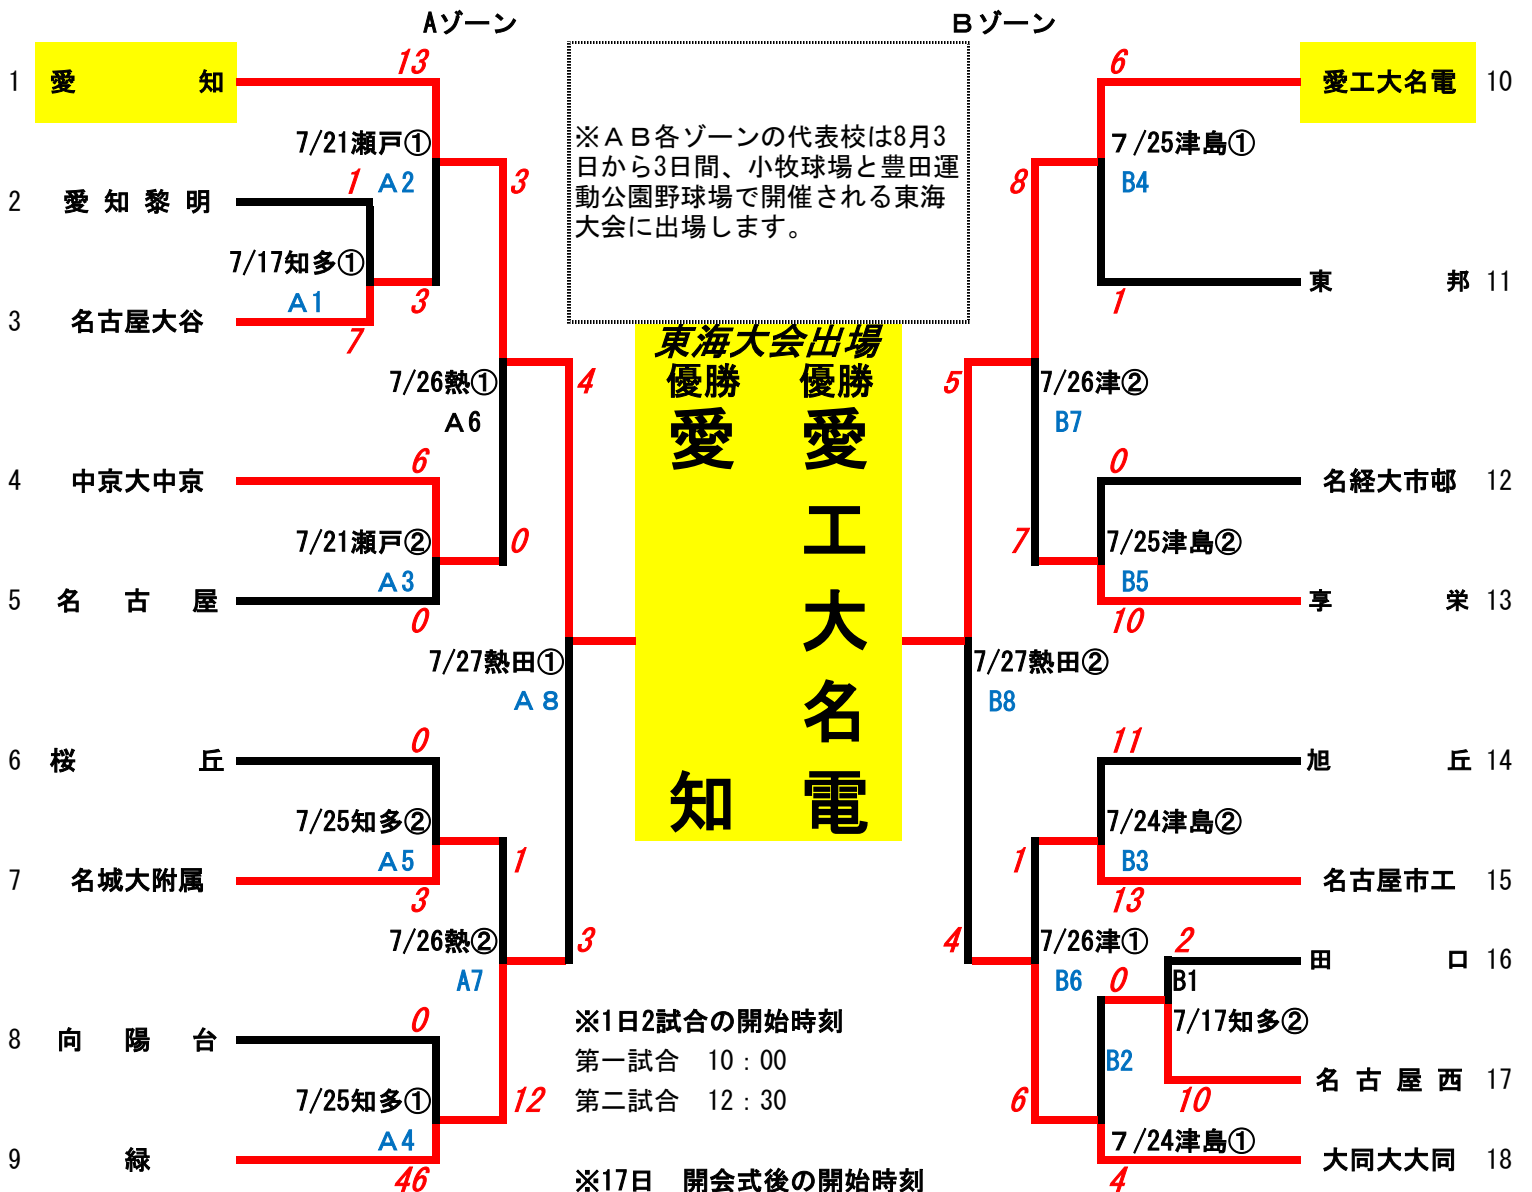 Aゾーン
Bゾーン
1 愛知 13
6 愛工大名電 10
※AB各ゾーンの代表校は8月3
日から3日間、小牧球場と豊田運
動公園野球場で開催される東海
大会に出場します。
7/21瀬戸①
A2
2 愛知黎明 1
3
7/17知多①
A1
3
3 名古屋大谷 7
7/25津島①
B4
8
1 東邦 11
東海大会出場
優勝 優勝
愛知
愛工大名電
7/26熱①
A6
4
5
7/26津②
B7
4 中京大中京 6
7/21瀬戸②
A3
0
5 名古屋 0
0 名経大市邨 12
7/25津島②
B5
7
10 享栄 13
7/27熱田①
A8
7/27熱田②
B8
6 桜丘 0
7/25知多②
A5
1
7 名城大附属 3
11 旭丘 14
7/24津島②
B3
1
13 名古屋市工 15
7/26熱②
A7
3
4
7/26津①
B6
2 田口 16
B1
0
7/17知多②
10 名古屋西 17
8 向陽台 0
7/25知多①
A4
12
9 緑 46
B2
6
7/24津島①
4 大同大大同 18
※1日2試合の開始時刻
第一試合 10:00
第二試合 12:30
※17日 開会式後の開始時刻